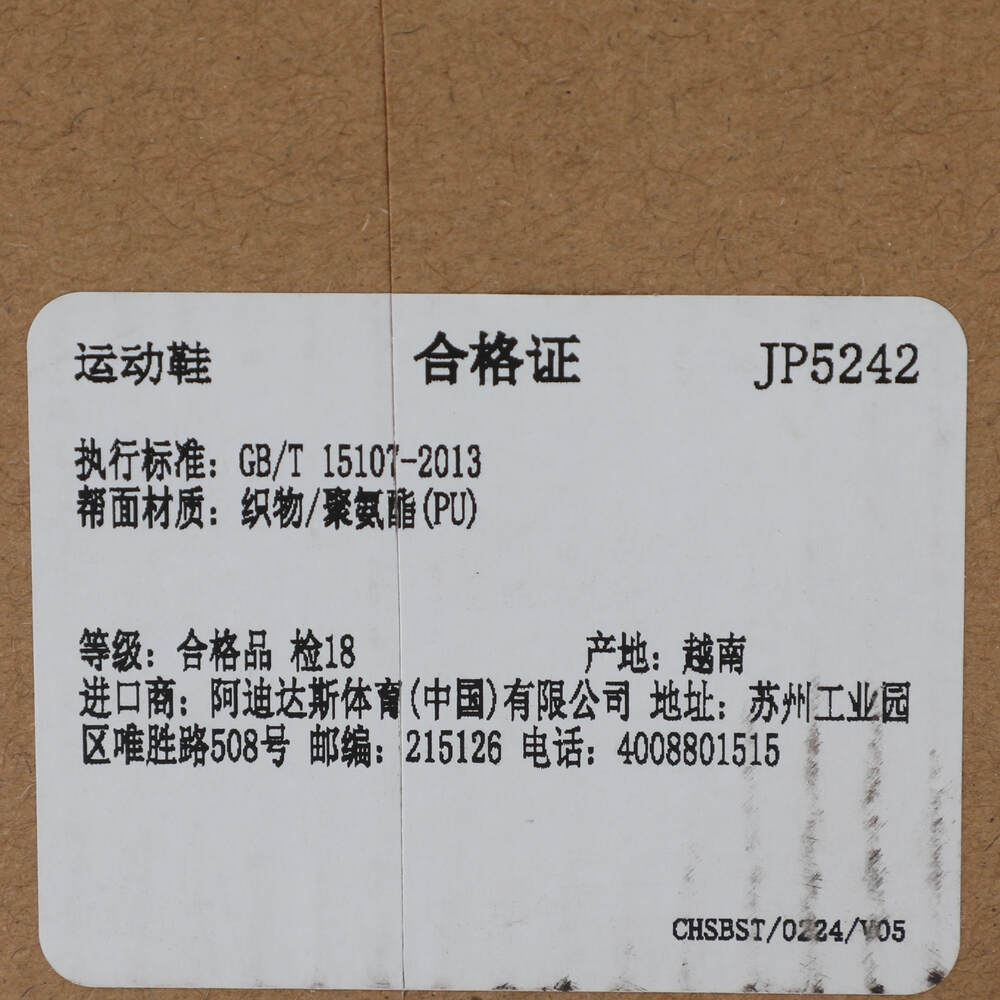 运动鞋 合格证 JP5242
执行标准：GB/T 15107-2013
帮面材质：织物/聚氨酯(PU)
等级：合格品 检18 产地：越南
进口商：阿迪达斯体育(中国)有限公司 地址：苏州工业园
区唯胜路508号 邮编：215126 电话：4008801515
CHSBST/0224/V05